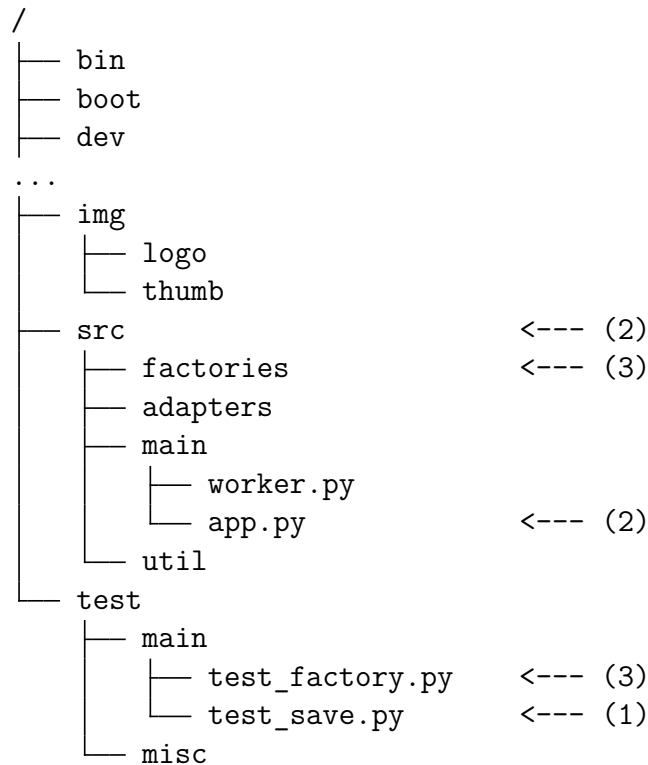 /
├── bin
├── boot
├── dev
...
├── img
│   ├── logo
│   └── thumb
├── src <--- (2)
│   ├── factories <--- (3)
│   ├── adapters
│   ├── main
│   │   ├── worker.py
│   │   └── app.py <--- (2)
│   └── util
└── test
    ├── main
    │   ├── test_factory.py <--- (3)
    │   └── test_save.py <--- (1)
    └── misc